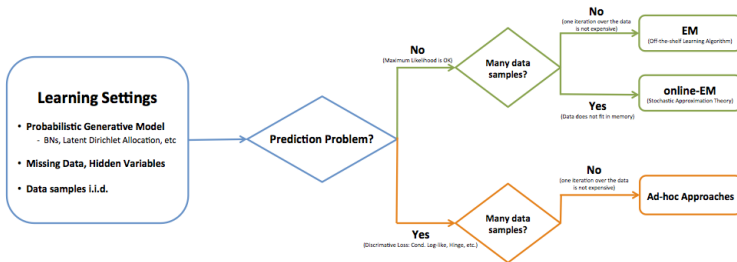 Learning Settings
• Probabilistic Generative Model
- BNs, Latent Dirichlet Allocation, etc
• Missing Data, Hidden Variables
• Data samples i.i.d.
Prediction Problem?
No
(Maximum Likelihood is OK)
Many data
samples?
No
(one iteration over the data
is not expensive)
EM
(Off-the-shelf Learning Algorithm)
online-EM
(Stochastic Approximation Theory)
Yes
(Data does not fit in memory)
Yes
(Discrimative Loss: Cond. Log-like, Hinge, etc.)
Many data
samples?
No
(one iteration over the data
is not expensive)
Ad-hoc Approaches